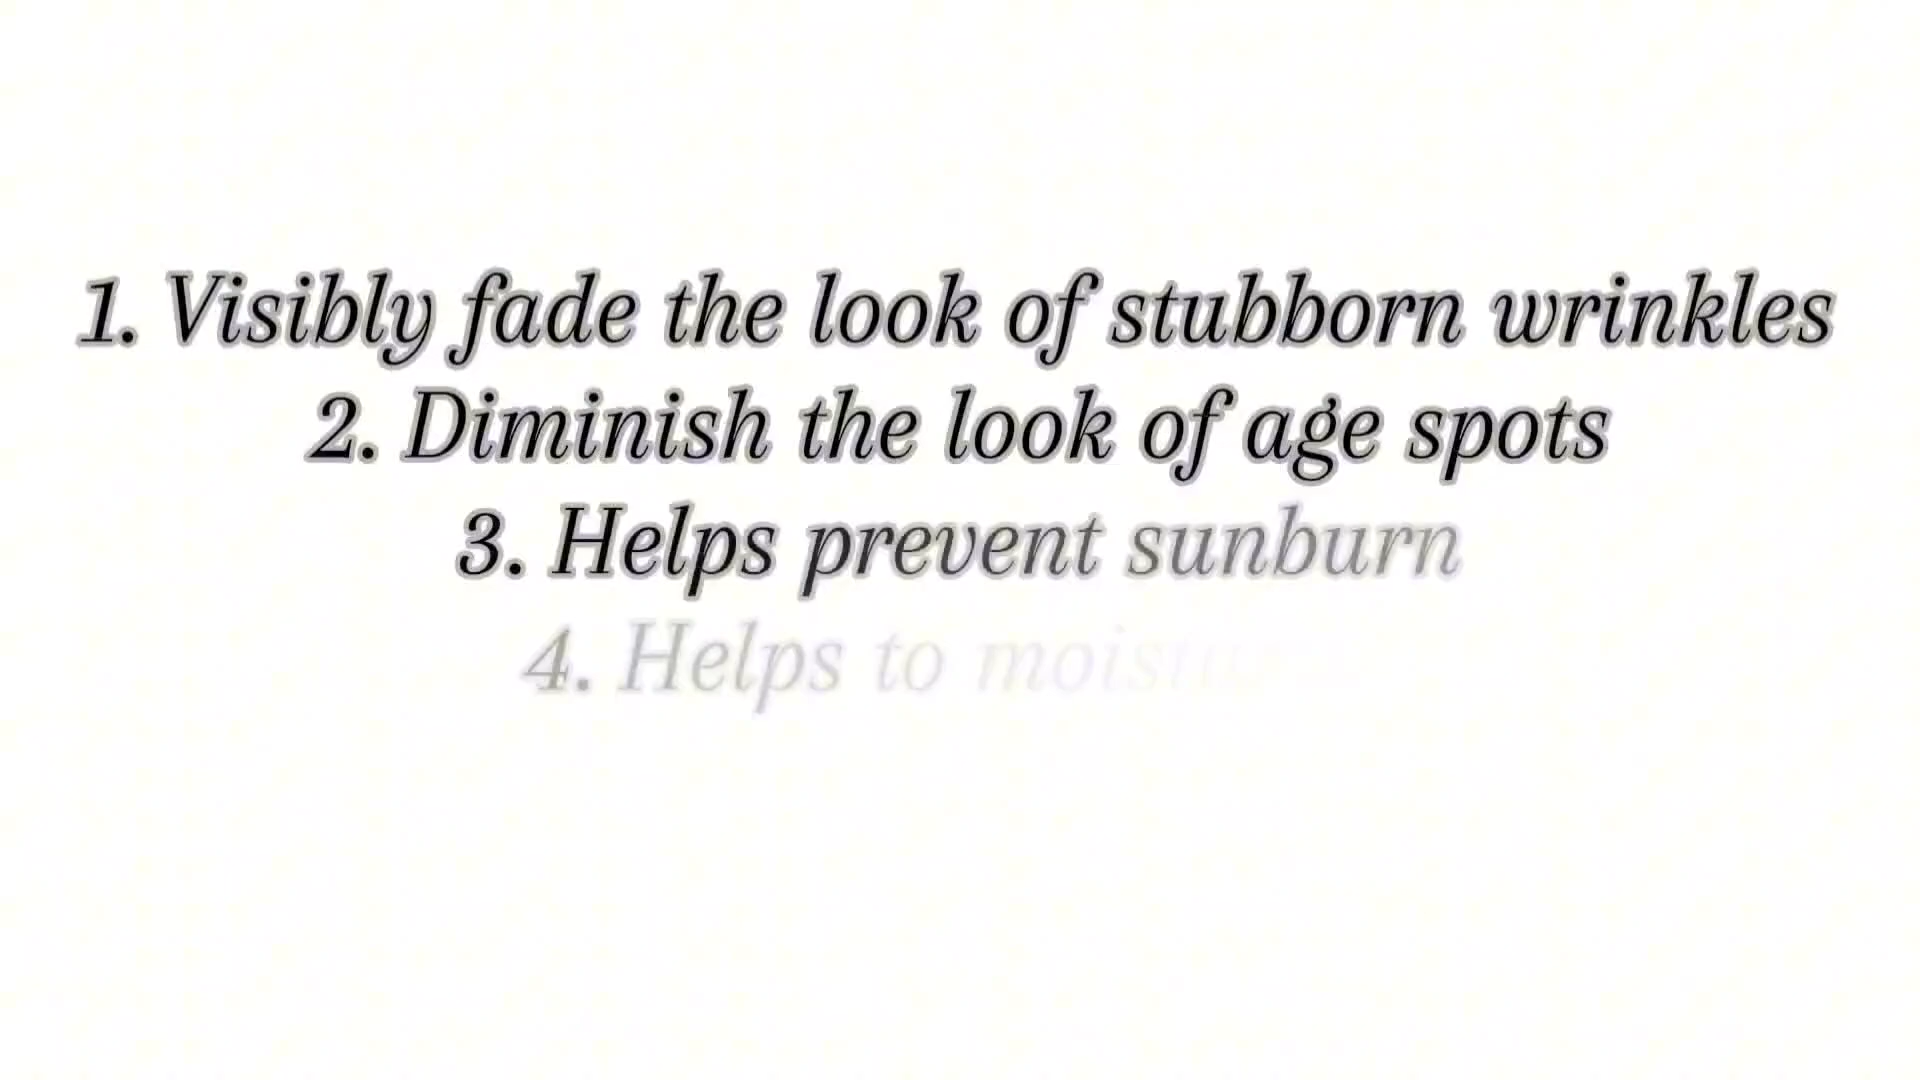 1. Visibly fade the look of stubborn wrinkles
2. Diminish the look of age spots
3. Helps prevent sunburn
4. Helps to